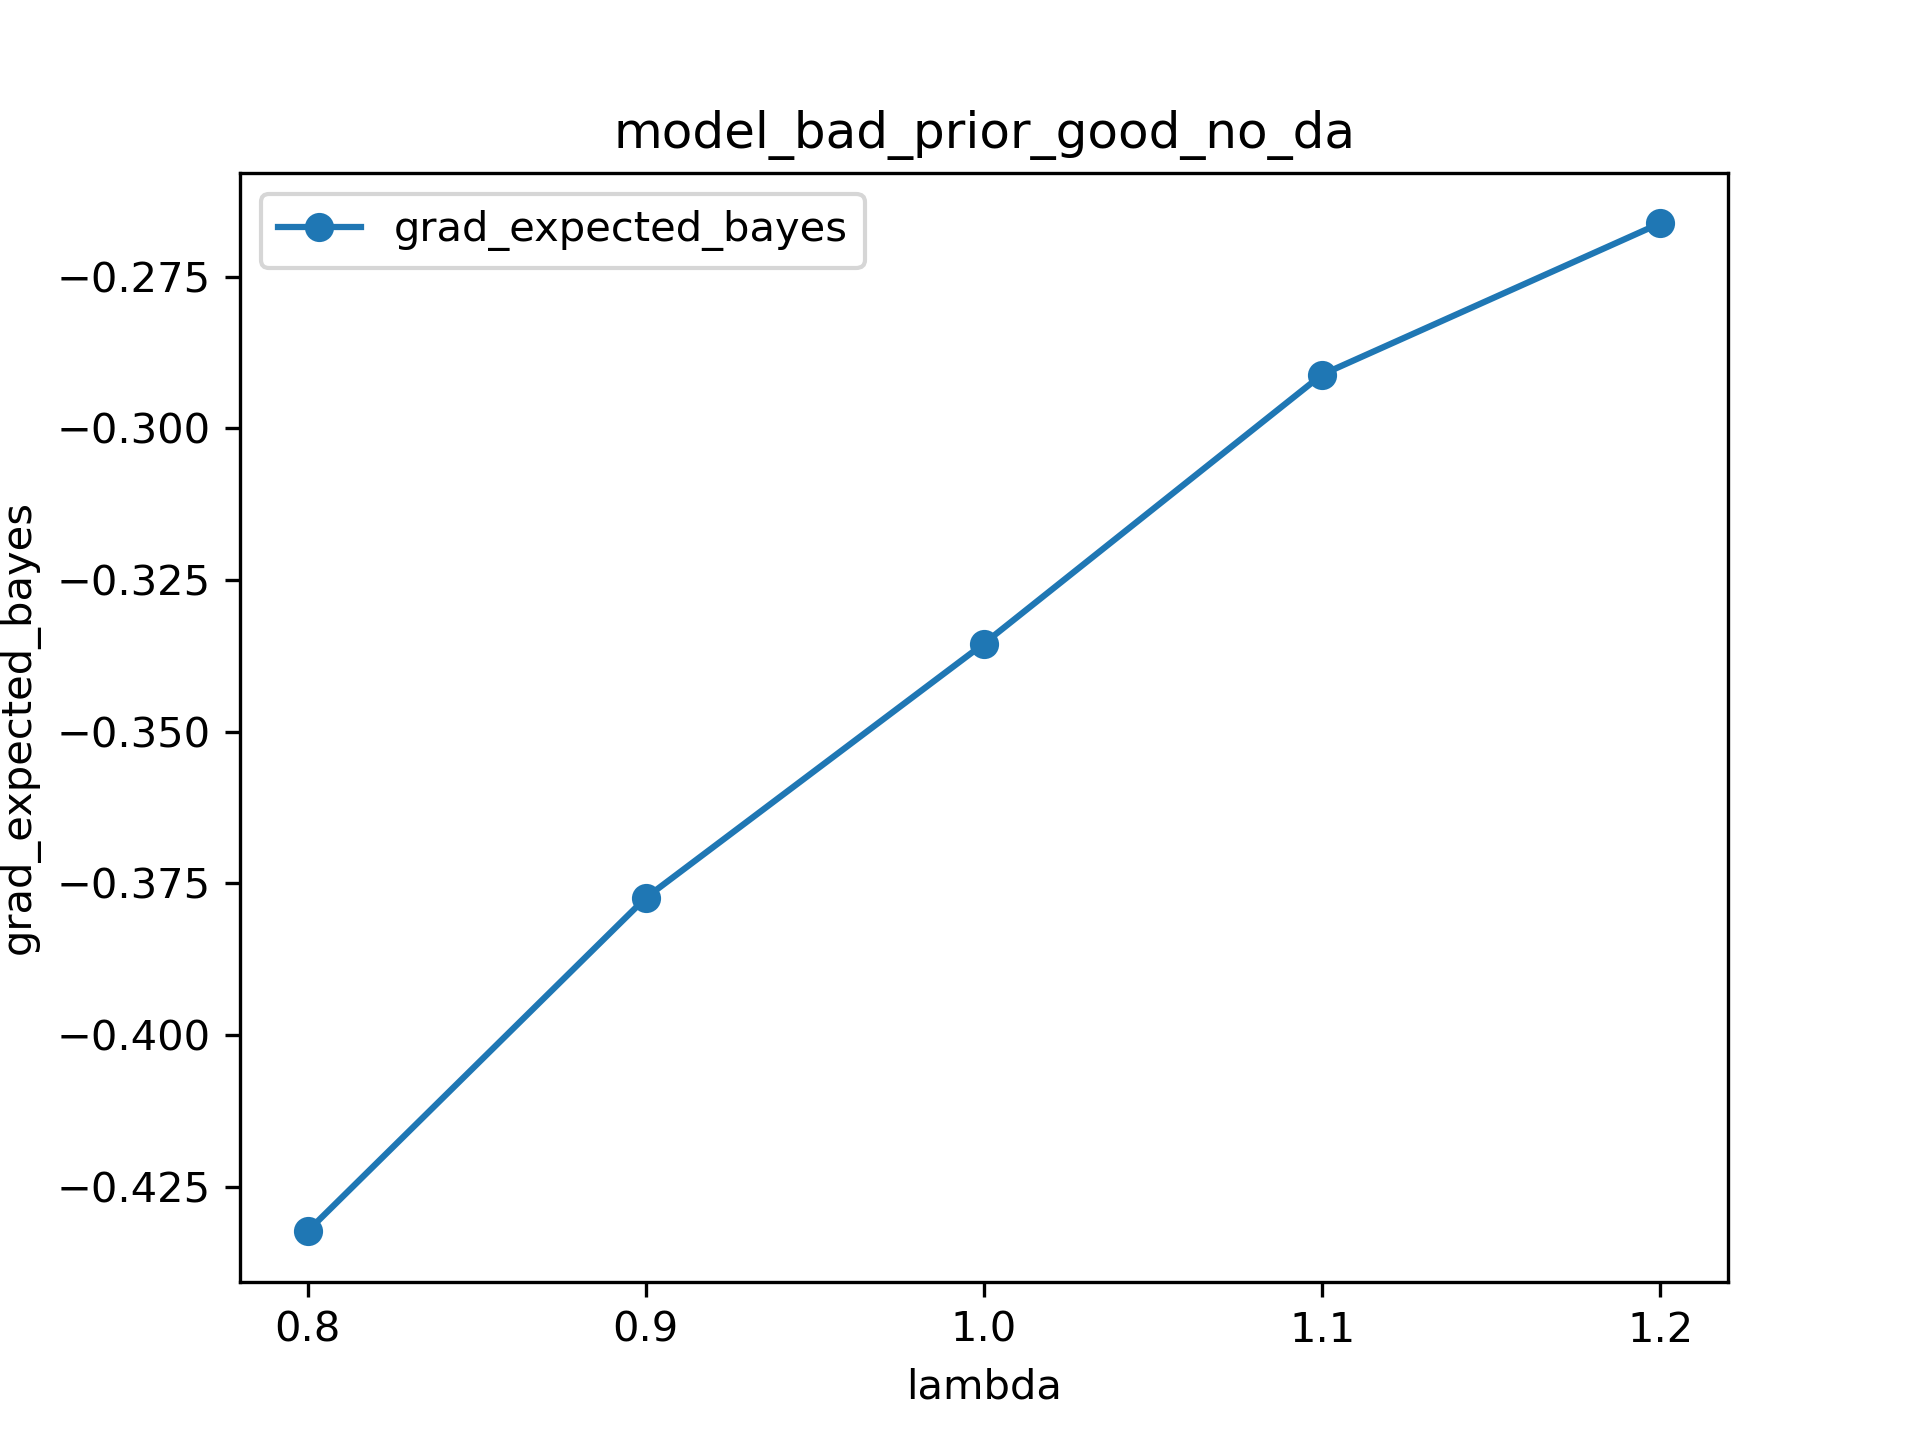 model_bad_prior_good_no_da
grad_expected_bayes
−0.275
−0.300
−0.325
−0.350
−0.375
−0.400
−0.425
grad_expected_bayes
0.8 0.9 1.0 1.1 1.2
lambda